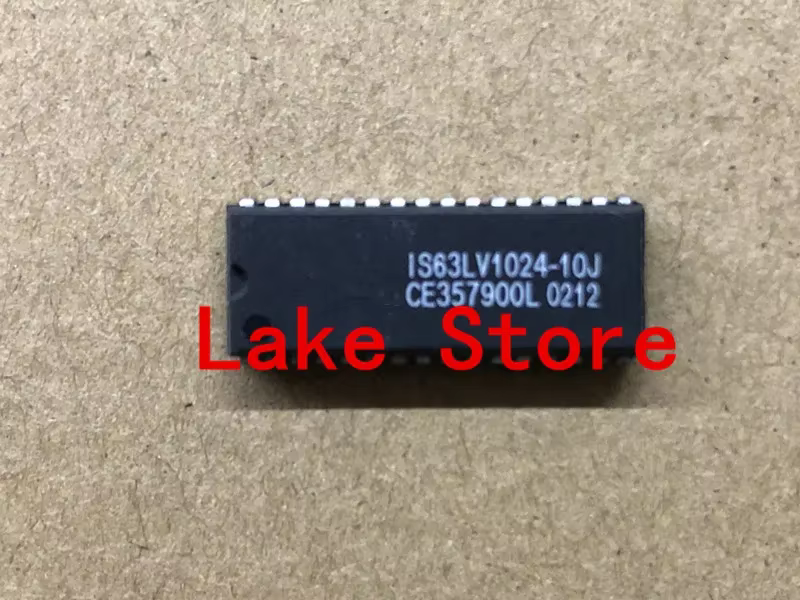 IS63LV1024-10J
CE357900L 0212
Lake Store